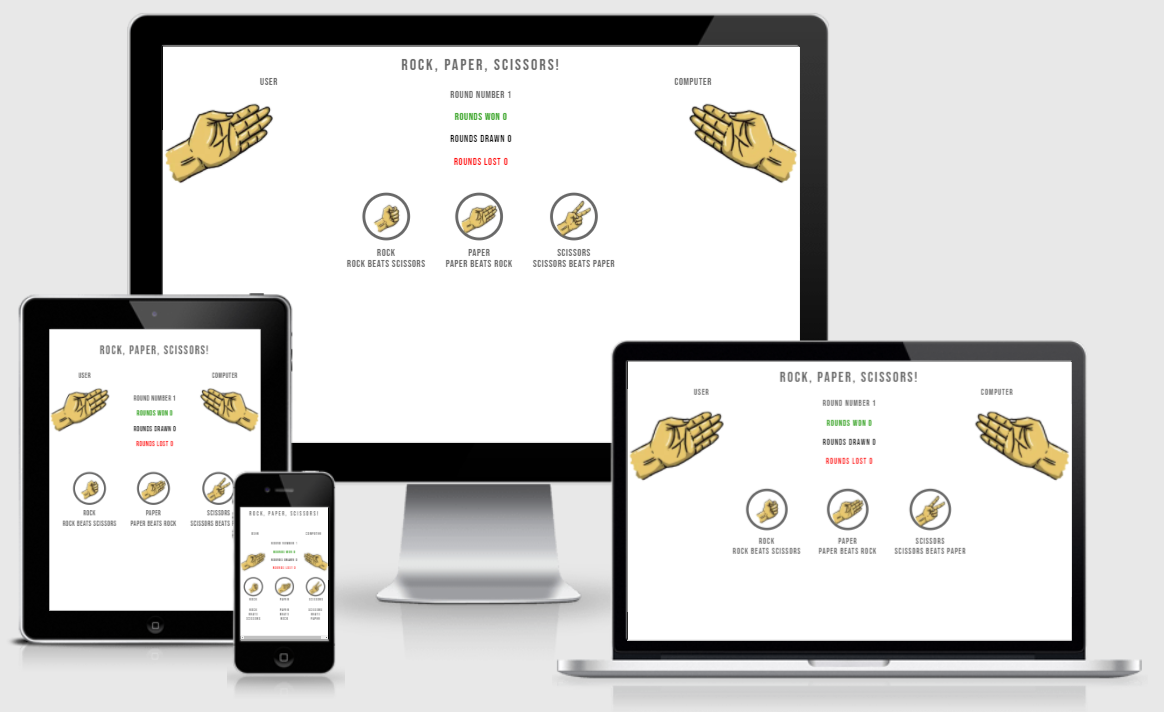 ROCK, PAPER, SCISSORS!
USER
COMPUTER
ROUND NUMBER 1
ROUNDS WON 0
ROUNDS DRAWN 0
ROUNDS LOST 0
ROCK
PAPER
SCISSORS
ROCK BEATS SCISSORS
PAPER BEATS ROCK
SCISSORS BEATS PAPER
ROCK, PAPER, SCISSORS!
USER
COMPUTER
ROUND NUMBER 1
ROUNDS WON 0
ROUNDS DRAWN 0
ROUNDS LOST 0
ROCK
PAPER
SCISSORS
ROCK BEATS SCISSORS
PAPER BEATS ROCK
SCISSORS BEATS
ROCK, PAPER, SCISSORS!
USER
COMPUTER
ROUND NUMBER 1
ROUNDS WON 0
ROUNDS DRAWN 0
ROUNDS LOST 0
ROCK
PAPER
SCISSORS
ROCK
BEATS
SCISSORS
PAPER
BEATS
ROCK
SCISSORS
BEATS
PAPER
ROCK, PAPER, SCISSORS!
USER
COMPUTER
ROUND NUMBER 1
ROUNDS WON 0
ROUNDS DRAWN 0
ROUNDS LOST 0
ROCK
PAPER
SCISSORS
ROCK BEATS SCISSORS
PAPER BEATS ROCK
SCISSORS BEATS PAPER